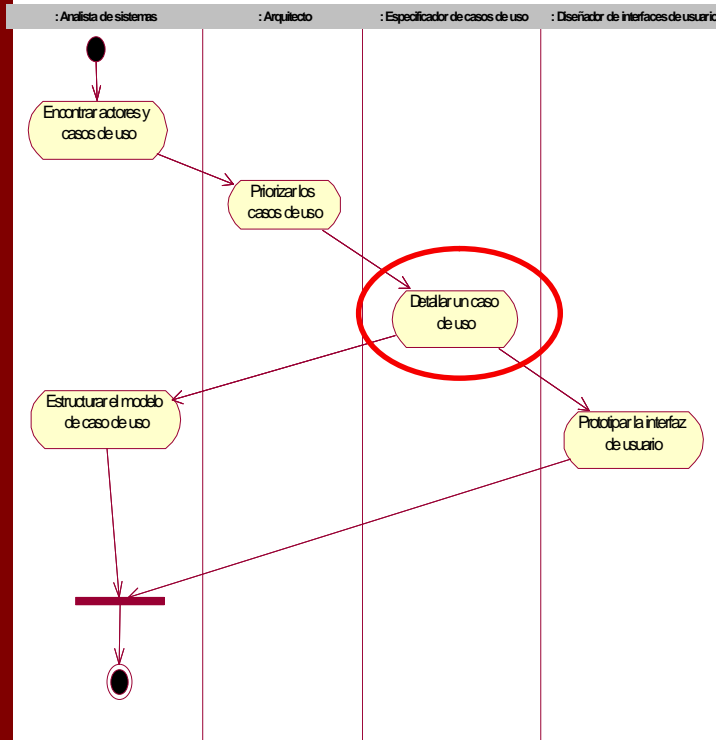 : Analista de sistemas
: Arquitecto
: Especificador de casos de uso
: Diseñador de interfaces de usuario
Encontrar actores y
casos de uso
Priorizar los
casos de uso
Detallar un caso
de uso
Estructurar el modelo
de caso de uso
Prototipar la interfaz
de usuario